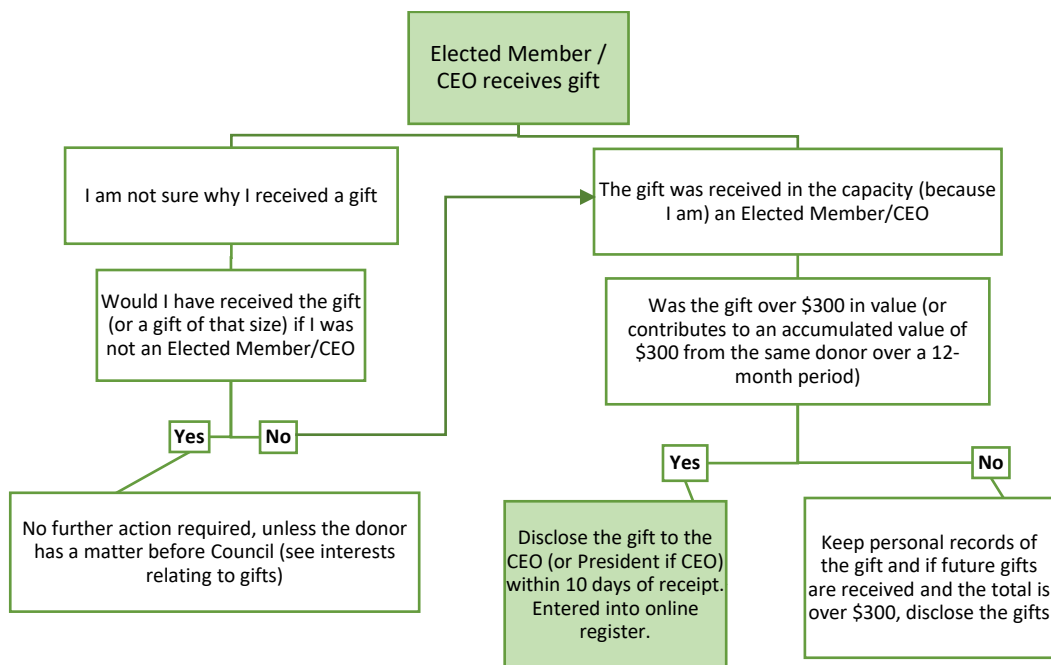 Elected Member /
CEO receives gift
I am not sure why I received a gift
The gift was received in the capacity (because
I am) an Elected Member/CEO
Would I have received the gift
(or a gift of that size) if I was
not an Elected Member/CEO
Was the gift over $300 in value (or
contributes to an accumulated value of
$300 from the same donor over a 12-
month period)
Yes
No
Yes
No
No further action required, unless the donor
has a matter before Council (see interests
relating to gifts)
Disclose the gift to the
CEO (or President if CEO)
within 10 days of receipt.
Entered into online
register.
Keep personal records of
the gift and if future gifts
are received and the total is
over $300, disclose the gifts